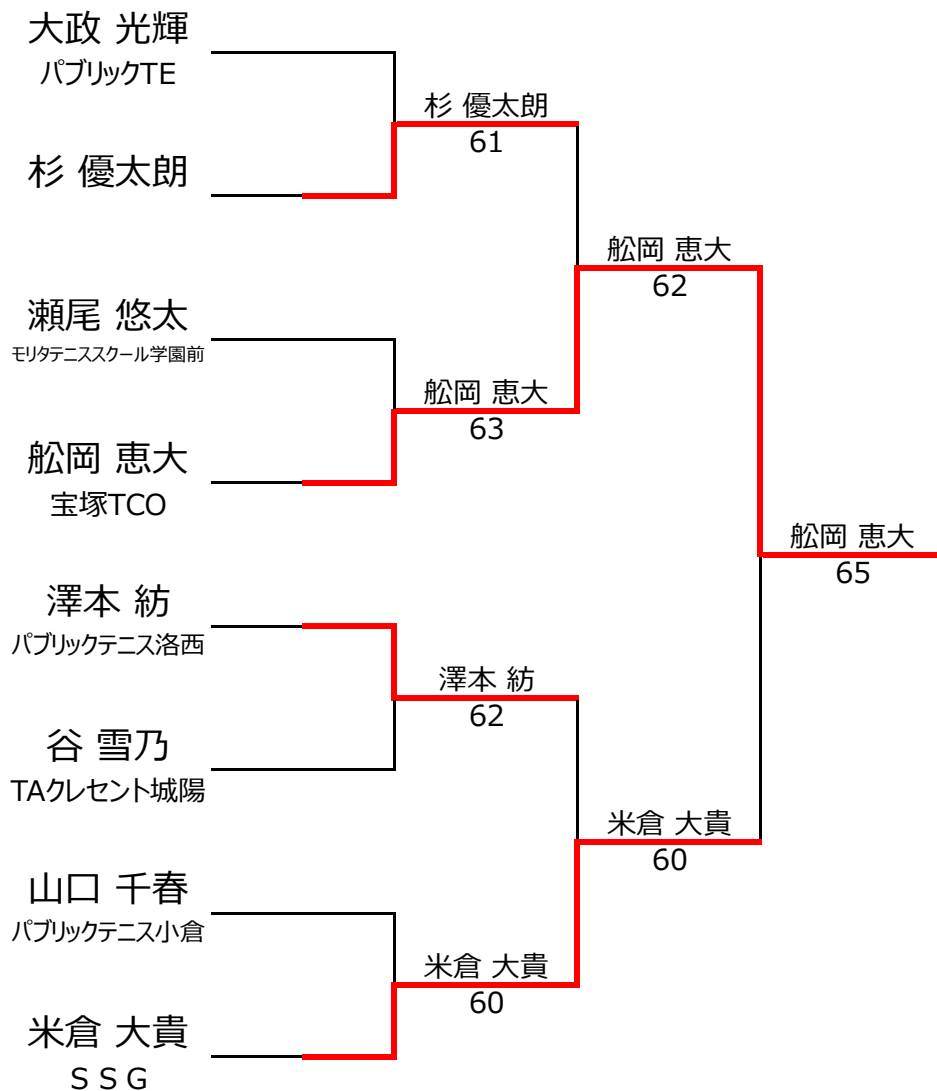 大政 光輝
パブリックTE
杉 優太朗
61
杉 優太朗
舩岡 恵大
62
瀬尾 悠太
モリタテニススクール学園前
舩岡 恵大
63
舩岡 恵大
宝塚TCO
舩岡 恵大
65
澤本 紡
パブリックテニス洛西
澤本 紡
62
谷 雪乃
TAクレセント城陽
米倉 大貴
60
山口 千春
パブリックテニス小倉
米倉 大貴
60
米倉 大貴
ＳＳＧ